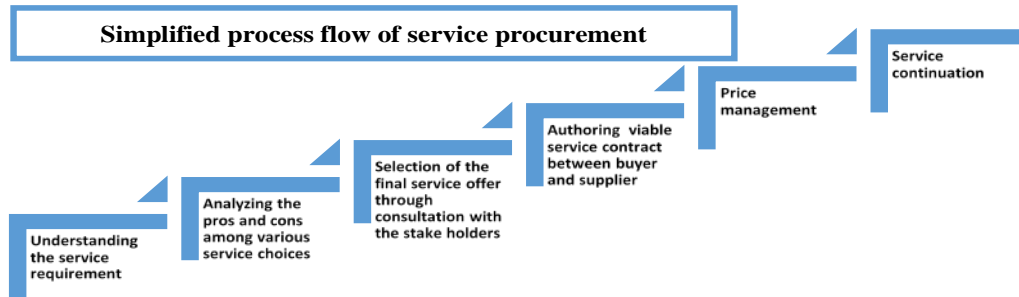 Simplified process flow of service procurement
Understanding
the service
requirement
Analyzing the
pros and cons
among various
service choices
Selection of the
final service offer
through
consultation with
the stake holders
Authoring viable
service contract
between buyer
and supplier
Price
management
Service
continuation